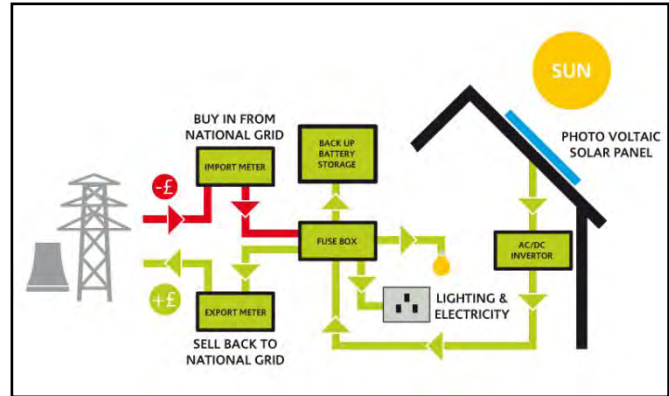 SUN
BUY IN FROM
NATIONAL GRID
BACK UP
BATTERY
STORAGE
PHOTO VOLTAIC
SOLAR PANEL
IMPORT METER
-£
FUSE BOX
AC/DC
INVERTOR
+£
EXPORT METER
LIGHTING &
ELECTRICITY
SELL BACK TO
NATIONAL GRID